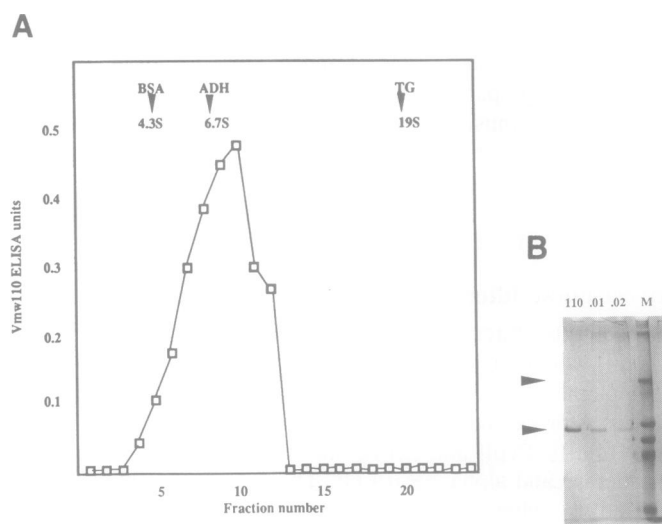 A
BSA ADH TG
4.3S 6.7S 19S
0.5
0.4
0.3
0.2
0.1
Vmw110 ELISA units
5 10 15 20
Fraction number
B
110 .01 .02 M